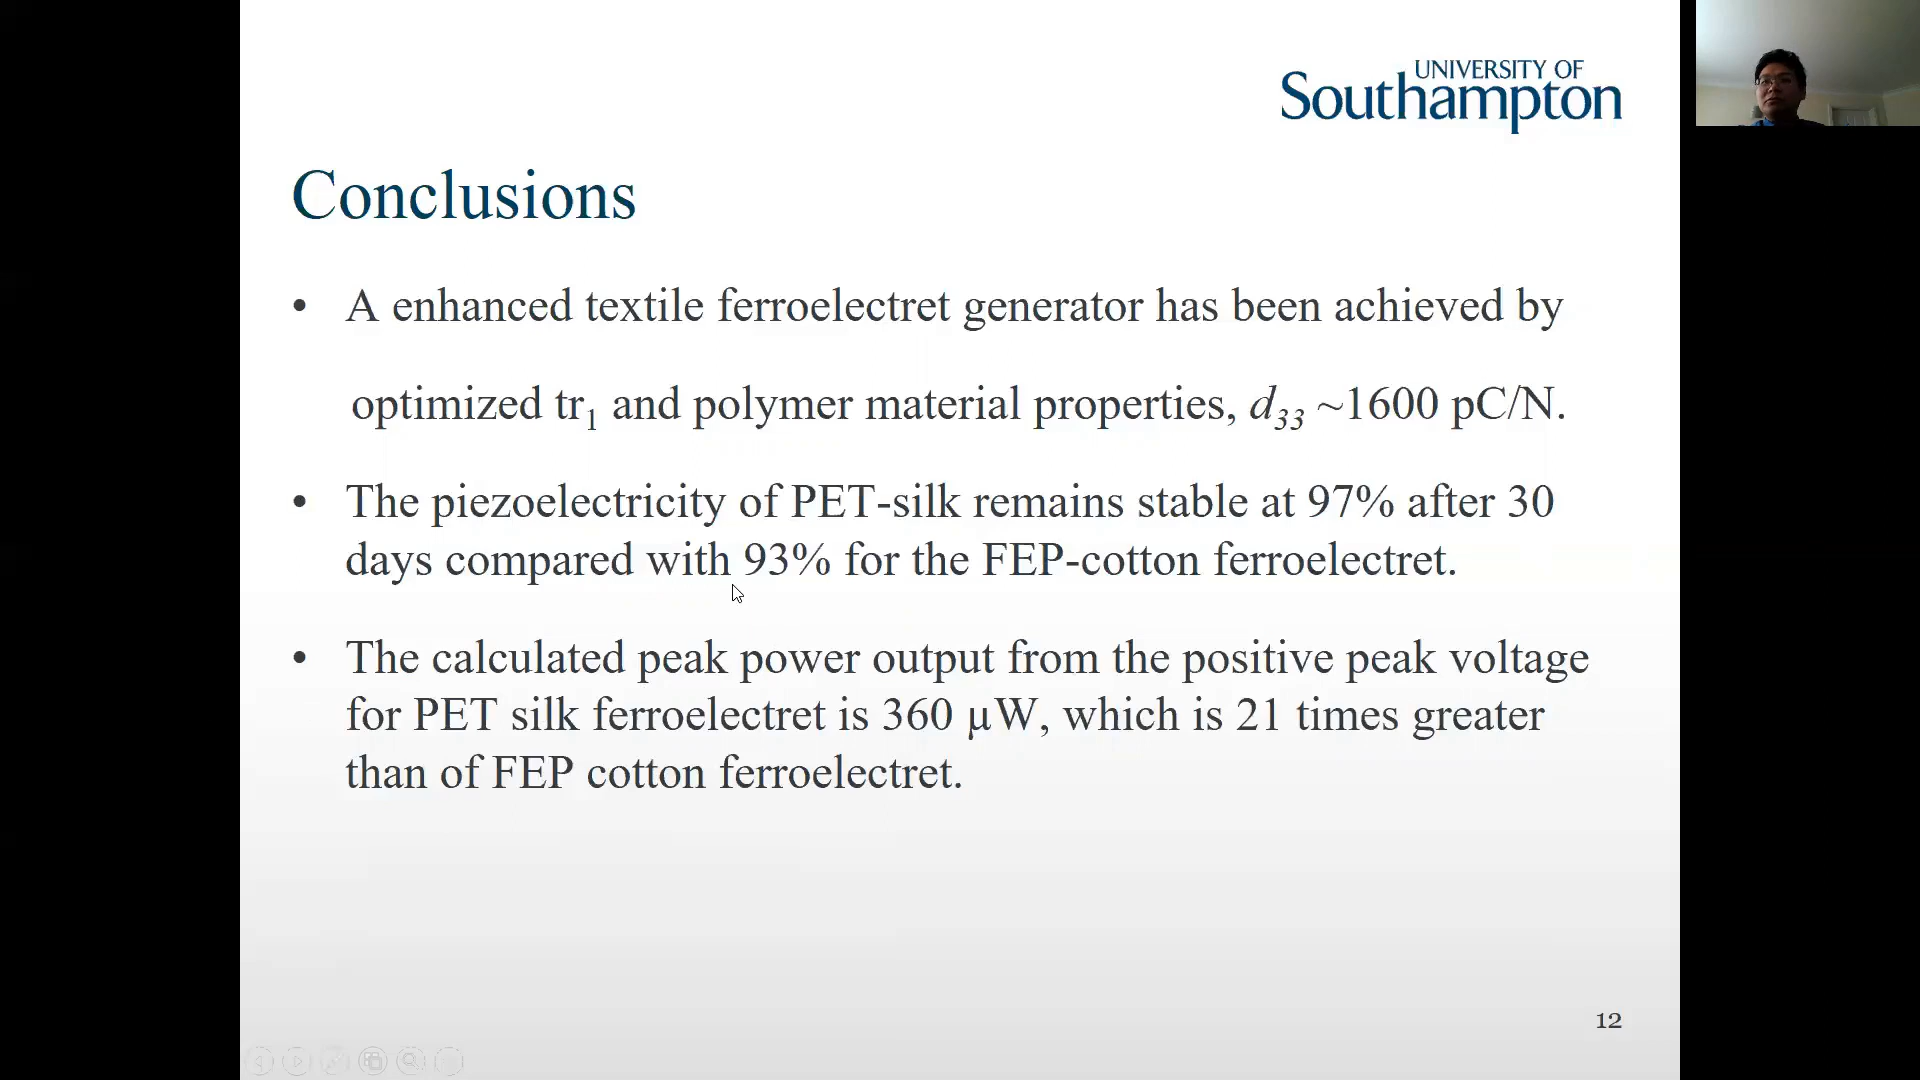 UNIVERSITY OF
Southampton
Conclusions
• A enhanced textile ferroelectret generator has been achieved by
optimized tr₁ and polymer material properties, d₃₃ ~1600 pC/N.
• The piezoelectricity of PET-silk remains stable at 97% after 30
days compared with 93% for the FEP-cotton ferroelectret.
• The calculated peak power output from the positive peak voltage
for PET silk ferroelectret is 360 µW, which is 21 times greater
than of FEP cotton ferroelectret.
12